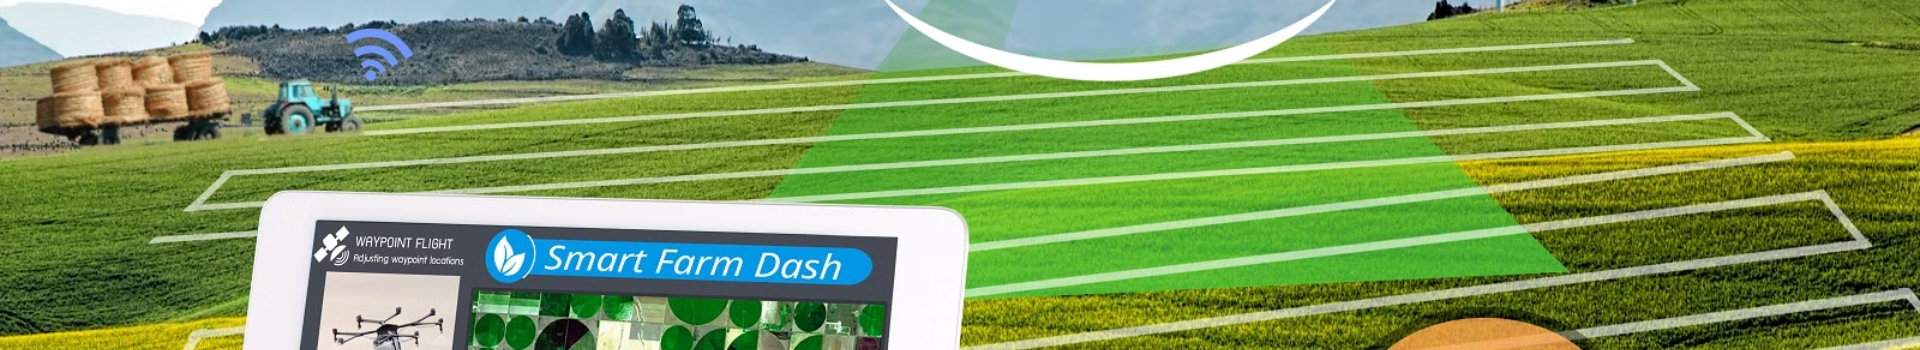 WAYPOINT FLIGHT
Adjusting waypoint locations
Smart Farm Dash